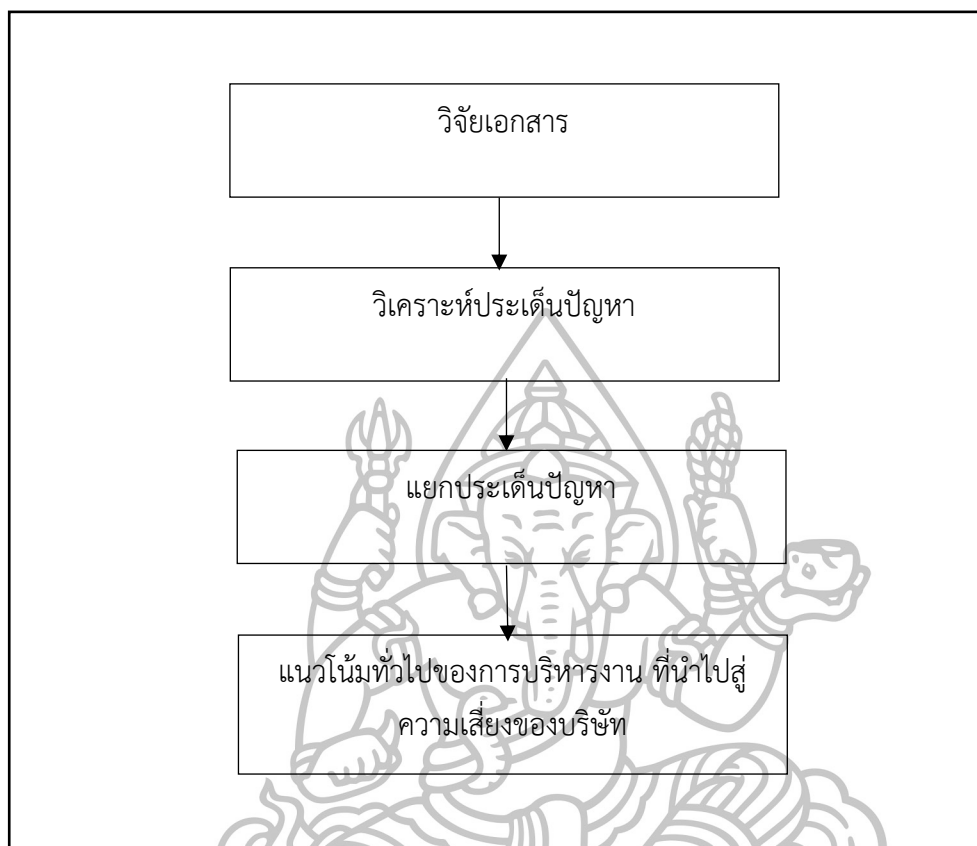 วิจัยเอกสาร
วิเคราะห์ประเด็นปัญหา
แยกประเด็นปัญหา
แนวโน้มทั่วไปของการบริหารงาน ที่นำไปสู่
ความเสี่ยงของบริษัท